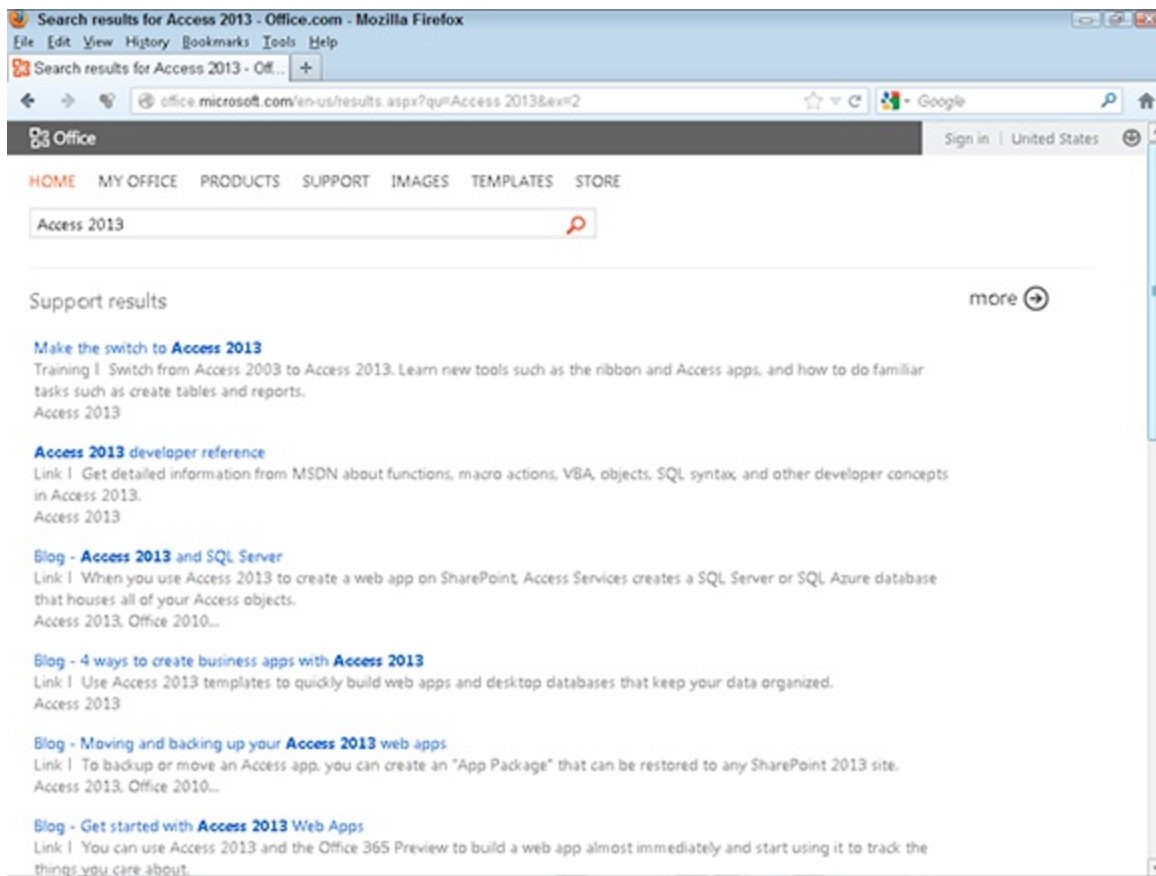 Search results for Access 2013 - Office.com - Mozilla Firefox
File Edit View History Bookmarks Tools Help
Search results for Access 2013 - Off... +
office.microsoft.com/en-us/results.aspx?qu=Access 2013&ex=2 Google
Office Sign in | United States
HOME MY OFFICE PRODUCTS SUPPORT IMAGES TEMPLATES STORE
Access 2013
Support results more
Make the switch to Access 2013
Training | Switch from Access 2003 to Access 2013. Learn new tools such as the ribbon and Access apps, and how to do familiar
tasks such as create tables and reports.
Access 2013
Access 2013 developer reference
Link | Get detailed information from MSDN about functions, macro actions, VBA, objects, SQL syntax, and other developer concepts
in Access 2013.
Access 2013
Blog - Access 2013 and SQL Server
Link | When you use Access 2013 to create a web app on SharePoint, Access Services creates a SQL Server or SQL Azure database
that houses all of your Access objects.
Access 2013, Office 2010...
Blog - 4 ways to create business apps with Access 2013
Link | Use Access 2013 templates to quickly build web apps and desktop databases that keep your data organized.
Access 2013
Blog - Moving and backing up your Access 2013 web apps
Link | To backup or move an Access app, you can create an "App Package" that can be restored to any SharePoint 2013 site.
Access 2013, Office 2010...
Blog - Get started with Access 2013 Web Apps
Link | You can use Access 2013 and the Office 365 Preview to build a web app almost immediately and start using it to track the
things you care about.